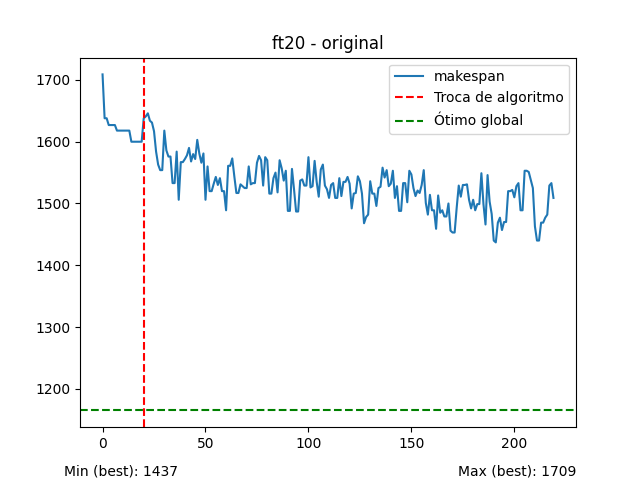 ft20 - original
makespan
Troca de algoritmo
Ótimo global
1700
1600
1500
1400
1300
1200
0 50 100 150 200
Min (best): 1437 Max (best): 1709